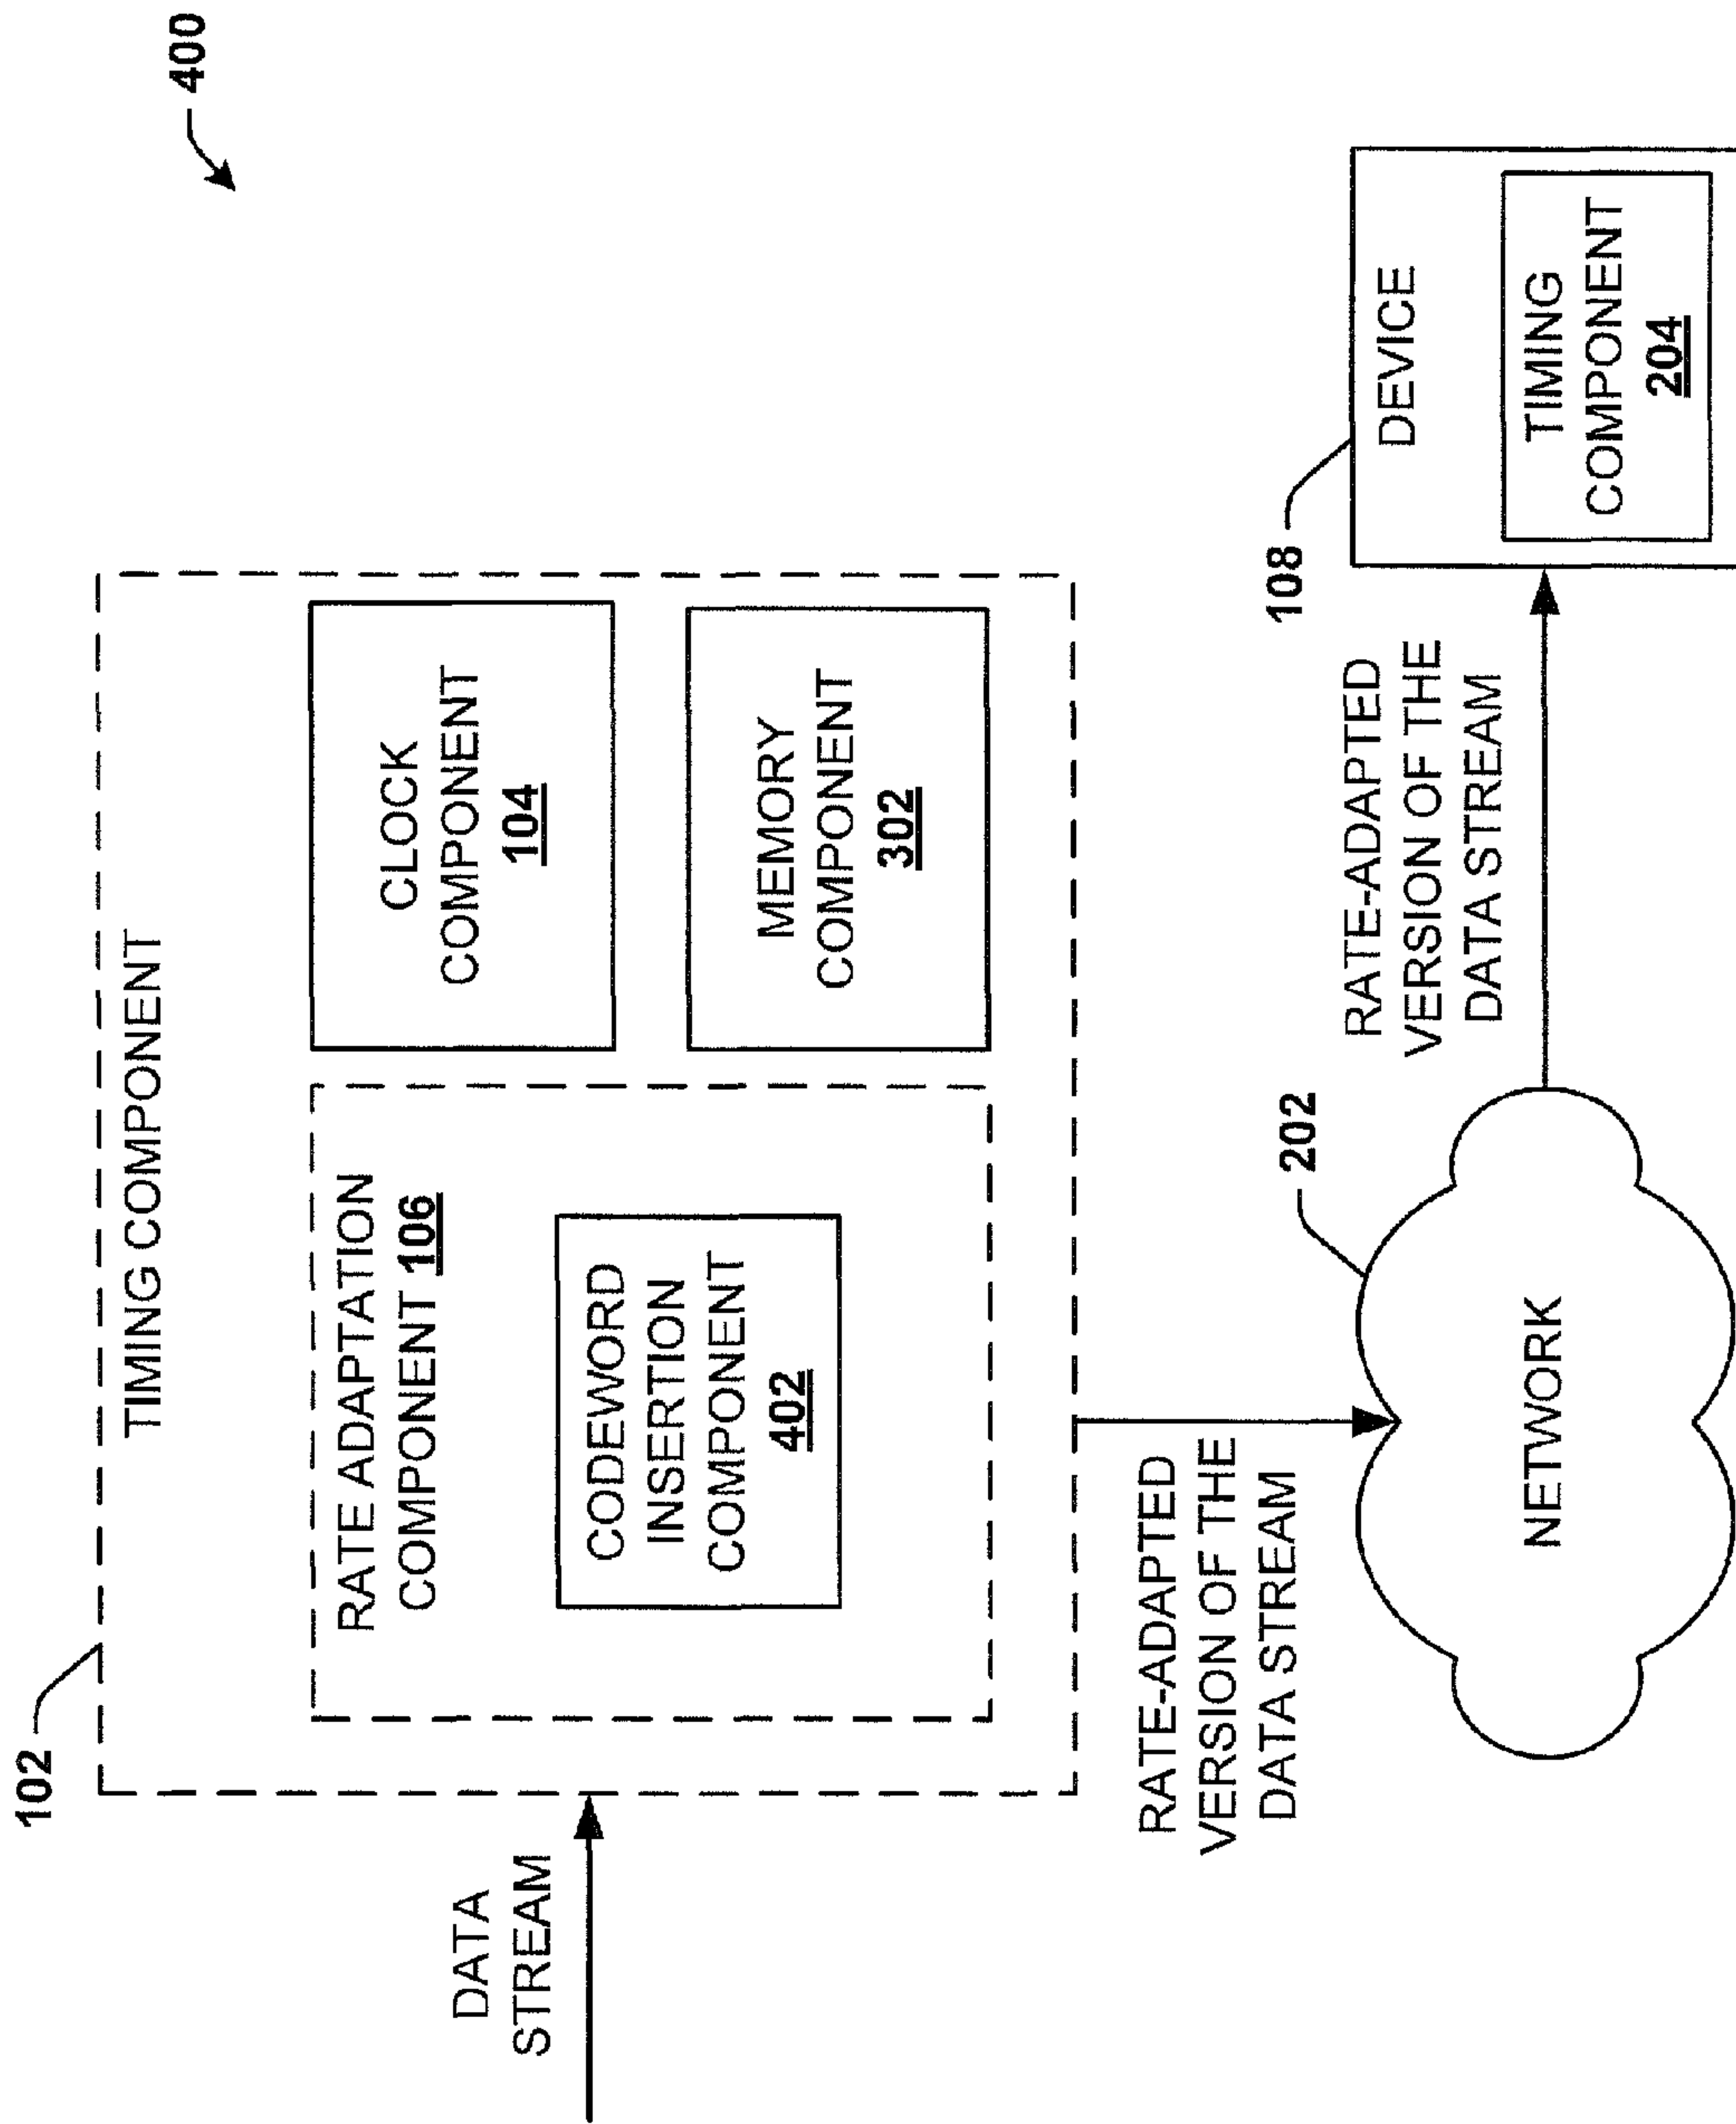 400
102
TIMING COMPONENT
DATA
STREAM
RATE ADAPTATION
COMPONENT 106
CODEWORD
INSERTION
COMPONENT
402
CLOCK
COMPONENT
104
MEMORY
COMPONENT
302
RATE-ADAPTED
VERSION OF THE
DATA STREAM
202
NETWORK
RATE-ADAPTED
VERSION OF THE
DATA STREAM
108
DEVICE
TIMING
COMPONENT
204